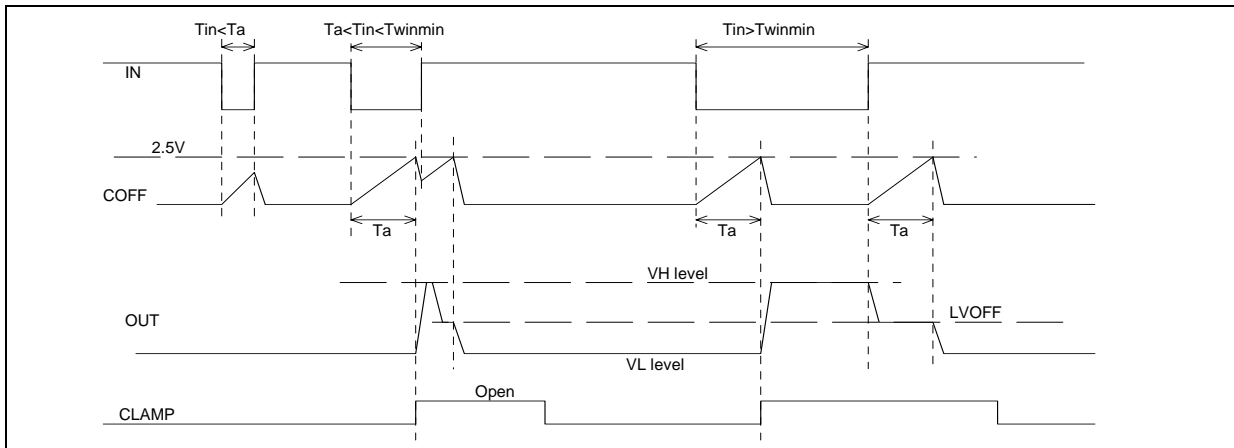 Tin<Ta
Ta<Tin<Twinmin
Tin>Twinmin
IN
2.5V
COFF
Ta
Ta
Ta
VH level
OUT
LVOFF
VL level
Open
CLAMP